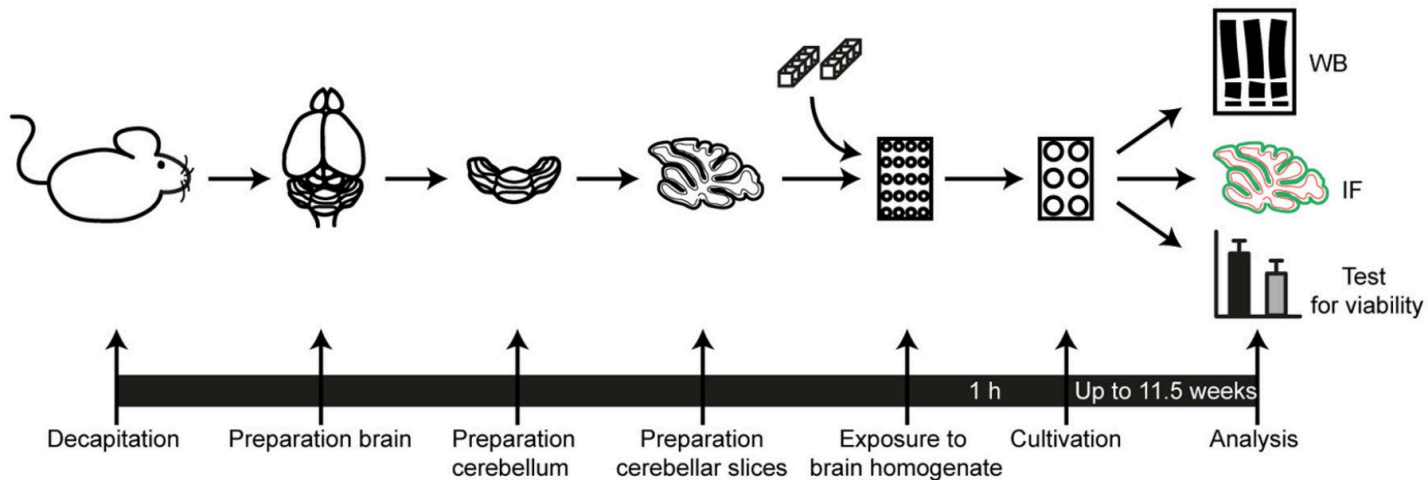 WB
IF
Test
for viability
1 h
Up to 11.5 weeks
Decapitation
Preparation brain
Preparation
cerebellum
Preparation
cerebellar slices
Exposure to
brain homogenate
Cultivation
Analysis